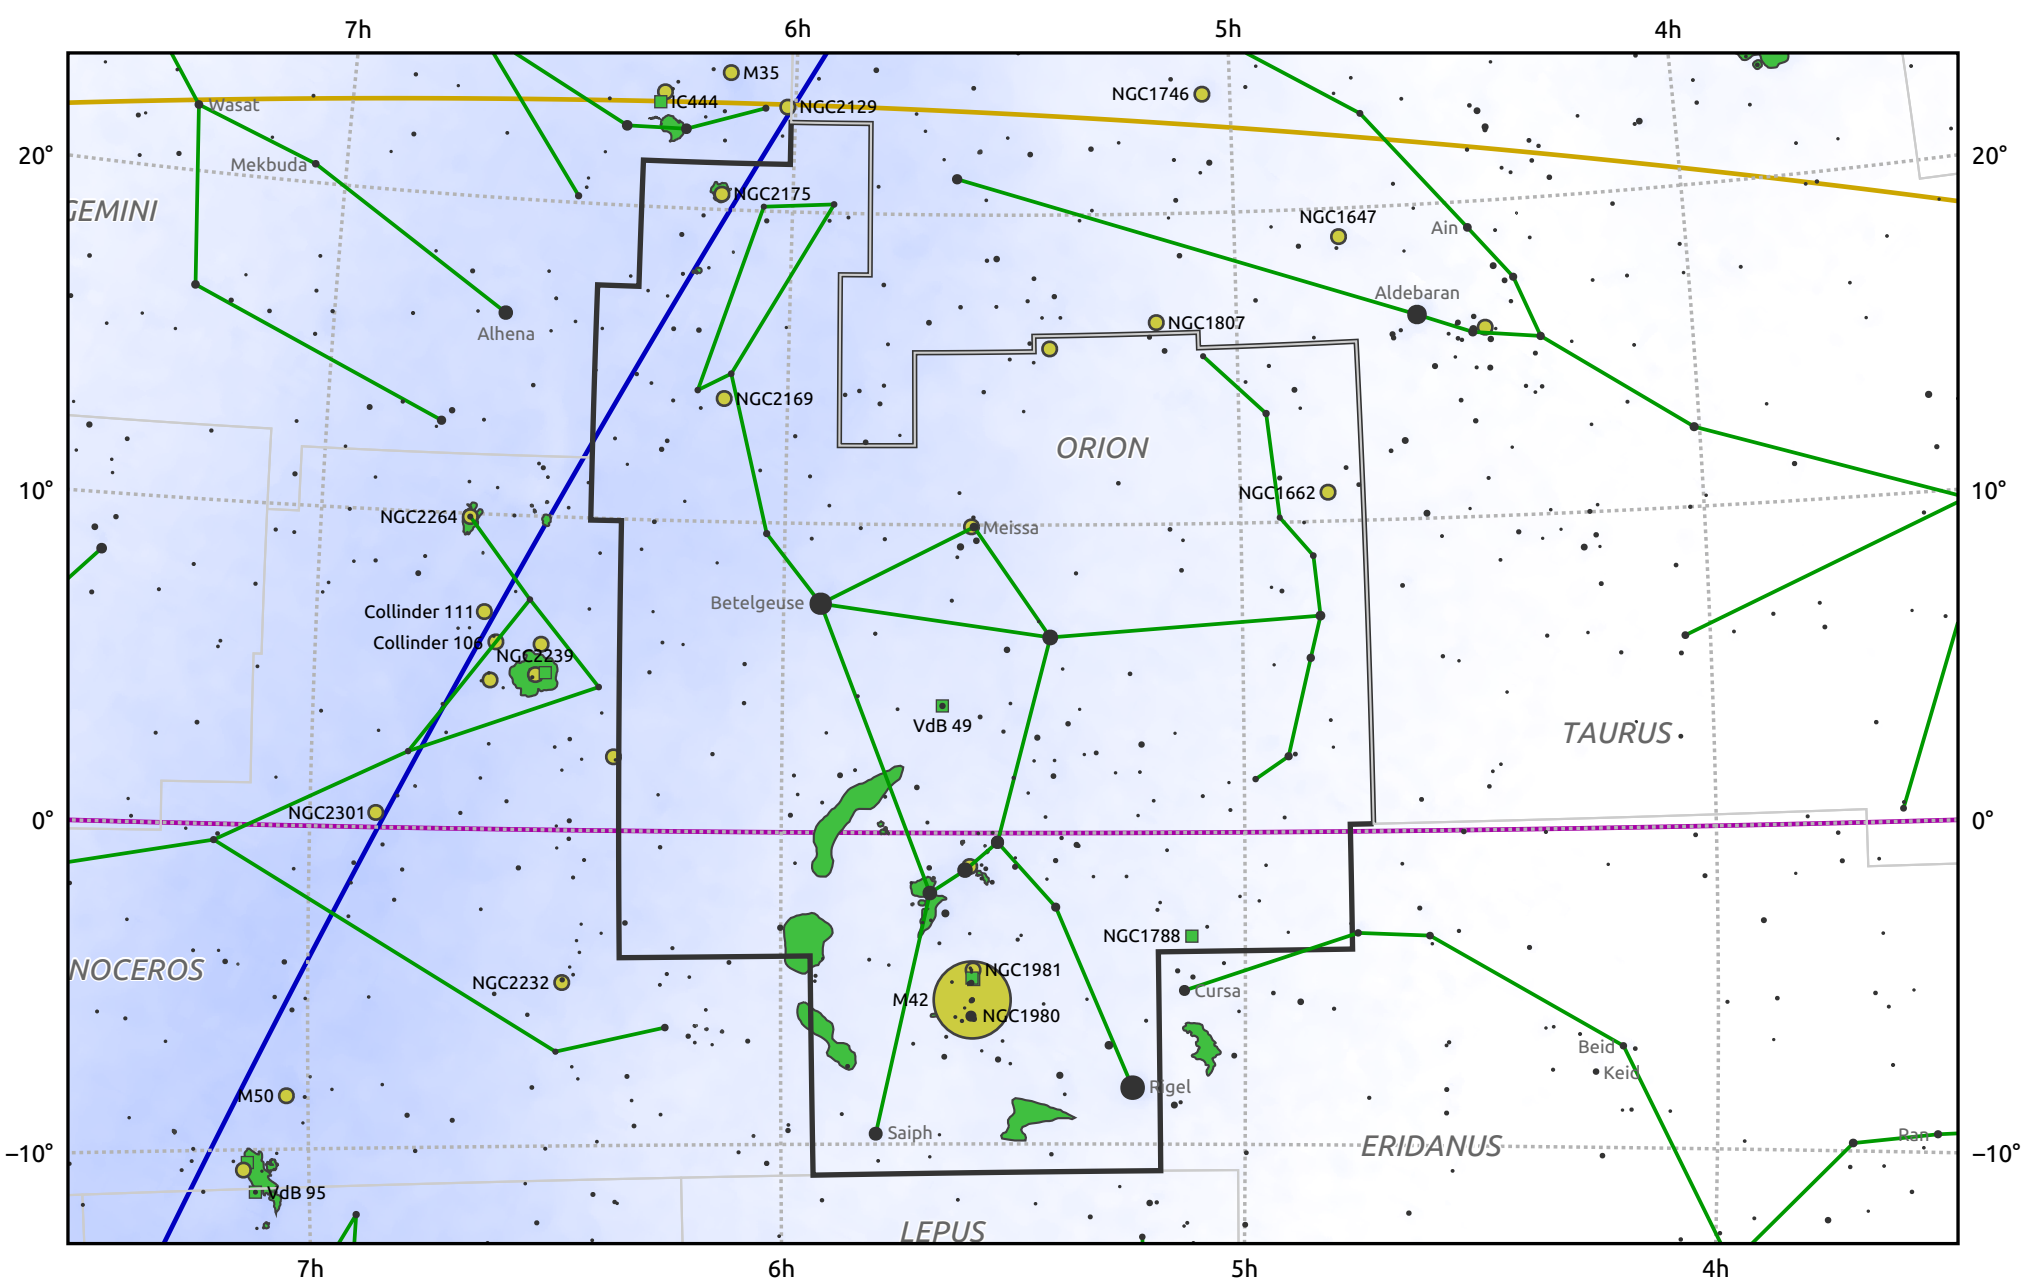 7h 6h 5h 4h
M35
NGC1746
IC444
Wasat
NGC2129
20° 20°
Mekbuda
NGC2175
GEMINI
NGC1647
Ain
Aldebaran
NGC1807
Alhena
NGC2169
ORION
10° NGC1662 10°
NGC2264
Meissa
Betelgeuse
Collinder 111
Collinder 106
NGC2239
VdB 49
TAURUS
NGC2301
0° 0°
NGC1788
NOCEROS
NGC1981
NGC2232
Cursa
M42
NGC1980
Beid
Keid
Rigel
M50
Saiph
Ran
ERIDANUS
−10° −10°
VdB 95
LEPUS
7h 6h 5h 4h